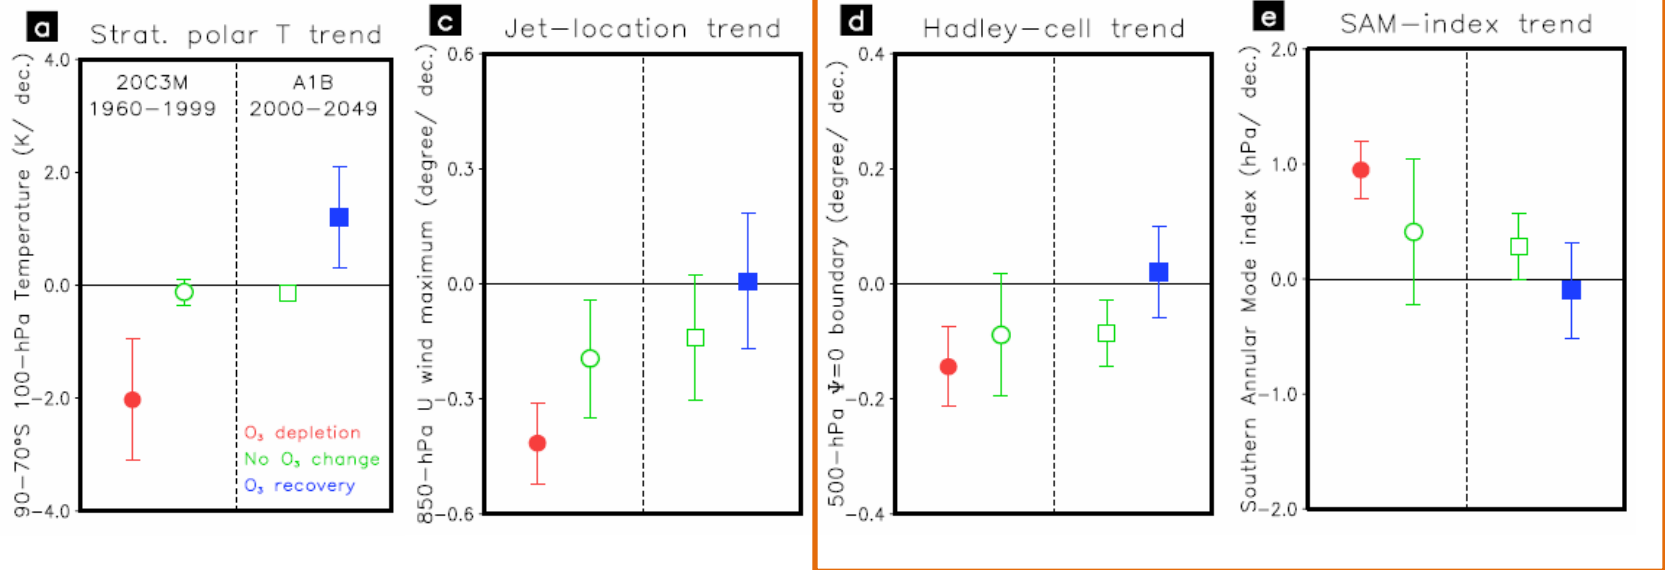 a
Strat. polar T trend
90−70°S 100−hPa Temperature (K/ dec.)
4.0
2.0
0.0
−2.0
−4.0
20C3M
1960−1999
A1B
2000−2049
O₃ depletion
No O₃ change
O₃ recovery
c
Jet−location trend
850−hPa U wind maximum (degree/ dec.)
0.6
0.3
0.0
−0.3
−0.6
d
Hadley−cell trend
500−hPa Ψ=0 boundary (degree/ dec.)
0.4
0.2
0.0
−0.2
−0.4
e
SAM−index trend
Southern Annular Mode index (hPa/ dec.)
2.0
1.0
0.0
−1.0
−2.0